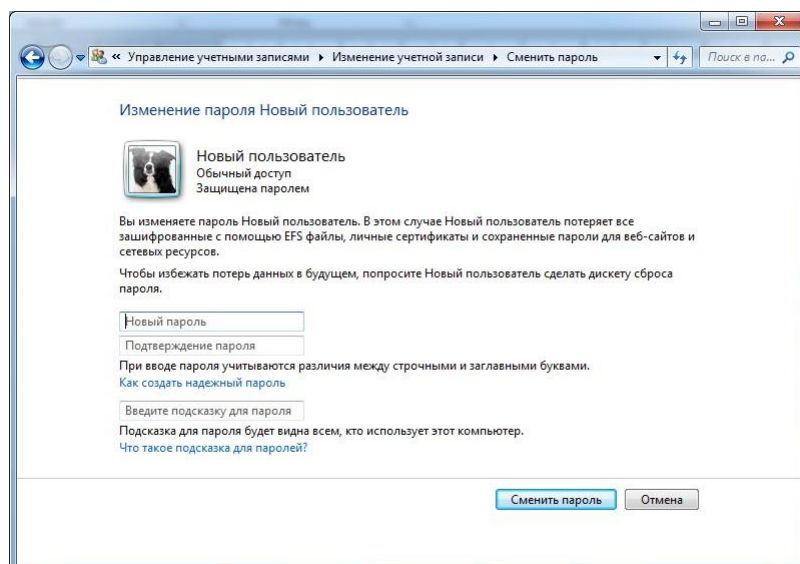 « Управление учетными записями Изменение учетной записи Сменить пароль
Поиск в па...
Изменение пароля Новый пользователь
Новый пользователь
Обычный доступ
Защищена паролем
Вы изменяете пароль Новый пользователь. В этом случае Новый пользователь потеряет все
зашифрованные с помощью EFS файлы, личные сертификаты и сохраненные пароли для веб-сайтов и
сетевых ресурсов.
Чтобы избежать потерь данных в будущем, попросите Новый пользователь сделать дискету сброса
пароля.
Новый пароль
Подтверждение пароля
При вводе пароля учитываются различия между строчными и заглавными буквами.
Как создать надежный пароль
Введите подсказку для пароля
Подсказка для пароля будет видна всем, кто использует этот компьютер.
Что такое подсказка для паролей?
Сменить пароль
Отмена